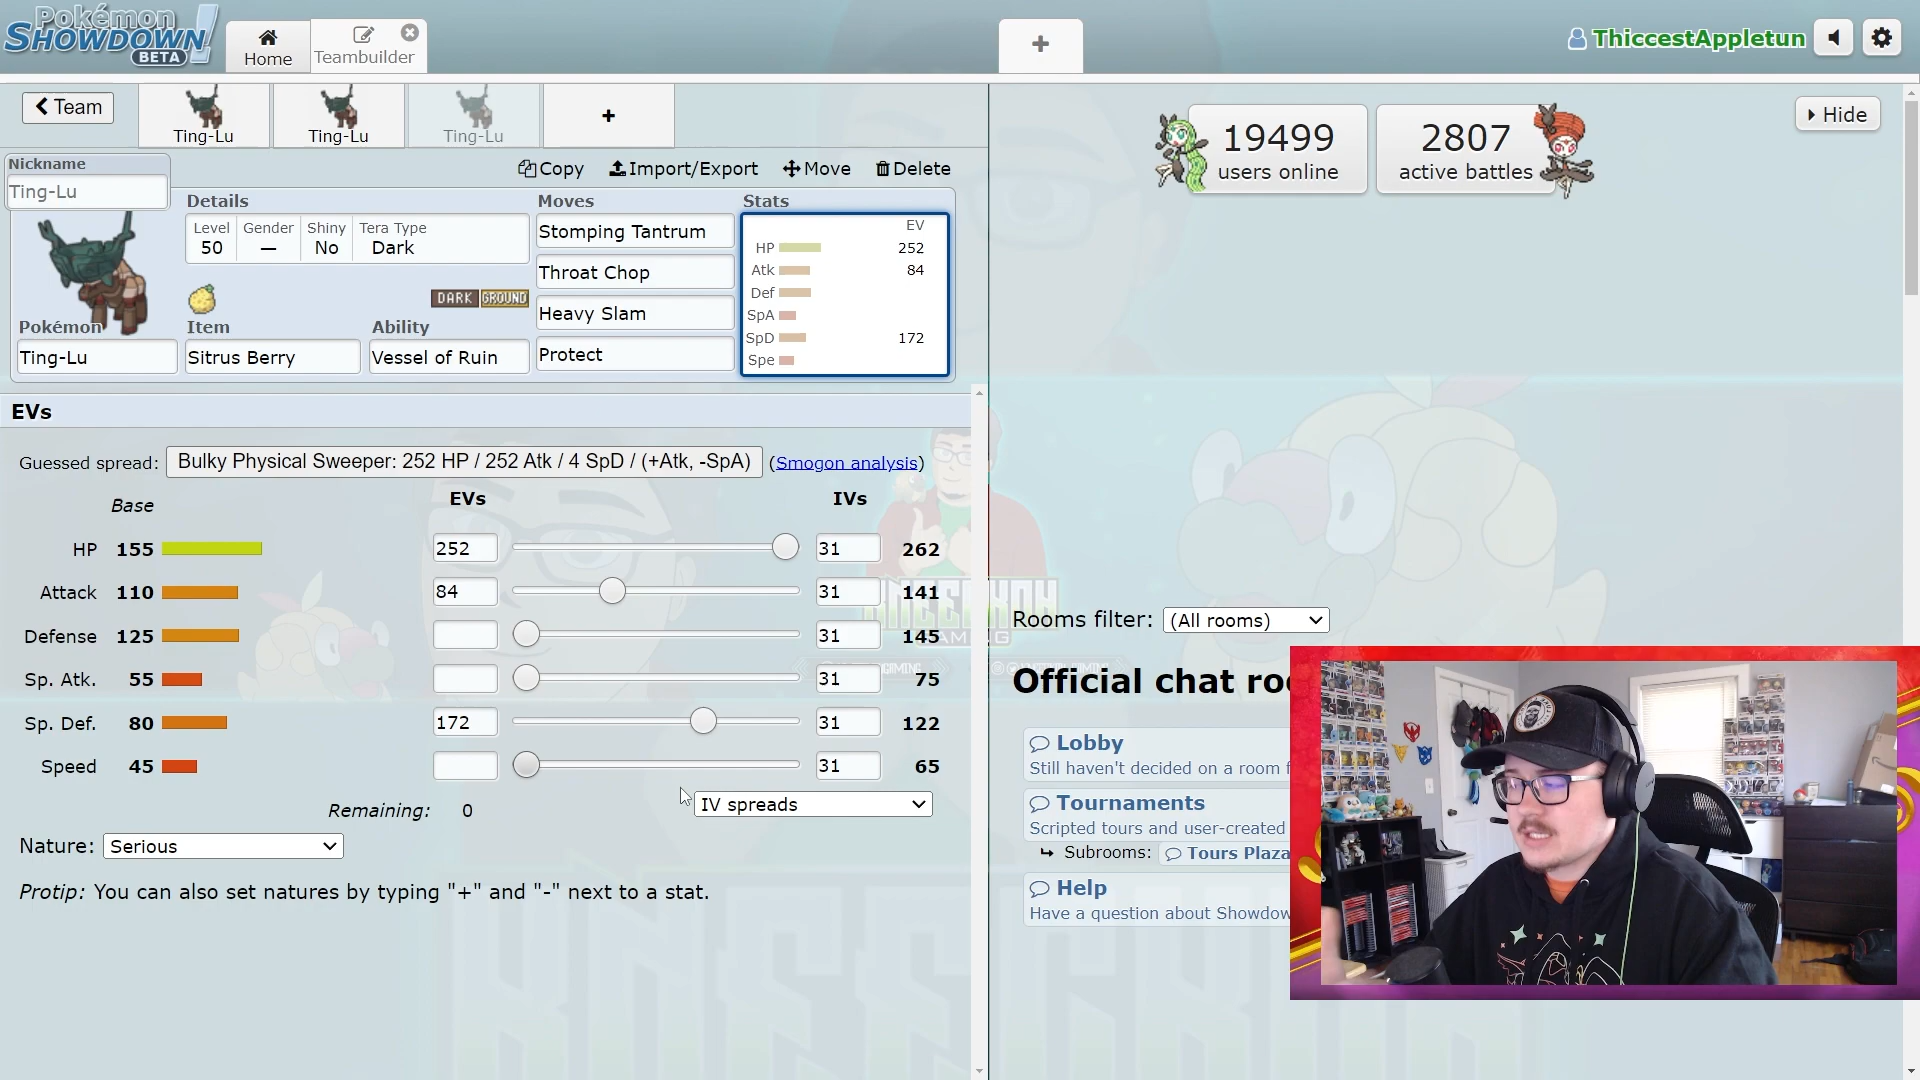 Pokémon
SHOWDOWN!
BETA
Home
Teambuilder
+
ThiccestAppletun
Team
Ting-Lu
Ting-Lu
Ting-Lu
+
Hide
19499
users online
2807
active battles
Nickname
Ting-Lu
Copy
Import/Export
Move
Delete
Details
Level
50
Gender
—
Shiny
No
Tera Type
Dark
DARK GROUND
Pokémon
Ting-Lu
Item
Sitrus Berry
Ability
Vessel of Ruin
Moves
Stomping Tantrum
Throat Chop
Heavy Slam
Protect
Stats
EV
HP 252
Atk 84
Def
SpA
SpD 172
Spe
EVs
Guessed spread: Bulky Physical Sweeper: 252 HP / 252 Atk / 4 SpD / (+Atk, -SpA) (Smogon analysis)
Base EVs IVs
HP 155 252 31 262
Attack 110 84 31 141
Defense 125 31 145
Sp. Atk. 55 31 75
Sp. Def. 80 172 31 122
Speed 45 31 65
Remaining: 0
IV spreads
Nature: Serious
Protip: You can also set natures by typing "+" and "-" next to a stat.
Rooms filter: (All rooms)
Official chat roo
Lobby
Still haven't decided on a room f
Tournaments
Scripted tours and user-created
Subrooms: Tours Plaza
Help
Have a question about Showdow